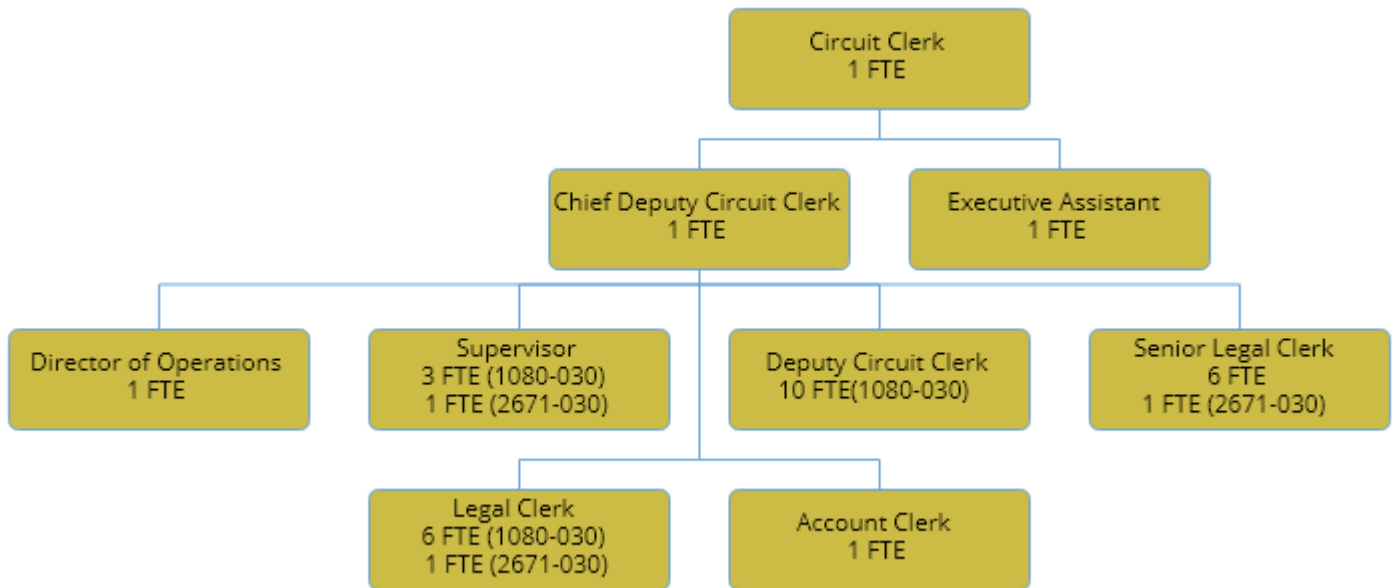 Circuit Clerk
1 FTE
Chief Deputy Circuit Clerk
1 FTE
Executive Assistant
1 FTE
Director of Operations
1 FTE
Supervisor
3 FTE (1080-030)
1 FTE (2671-030)
Deputy Circuit Clerk
10 FTE(1080-030)
Senior Legal Clerk
6 FTE
1 FTE (2671-030)
Legal Clerk
6 FTE (1080-030)
1 FTE (2671-030)
Account Clerk
1 FTE